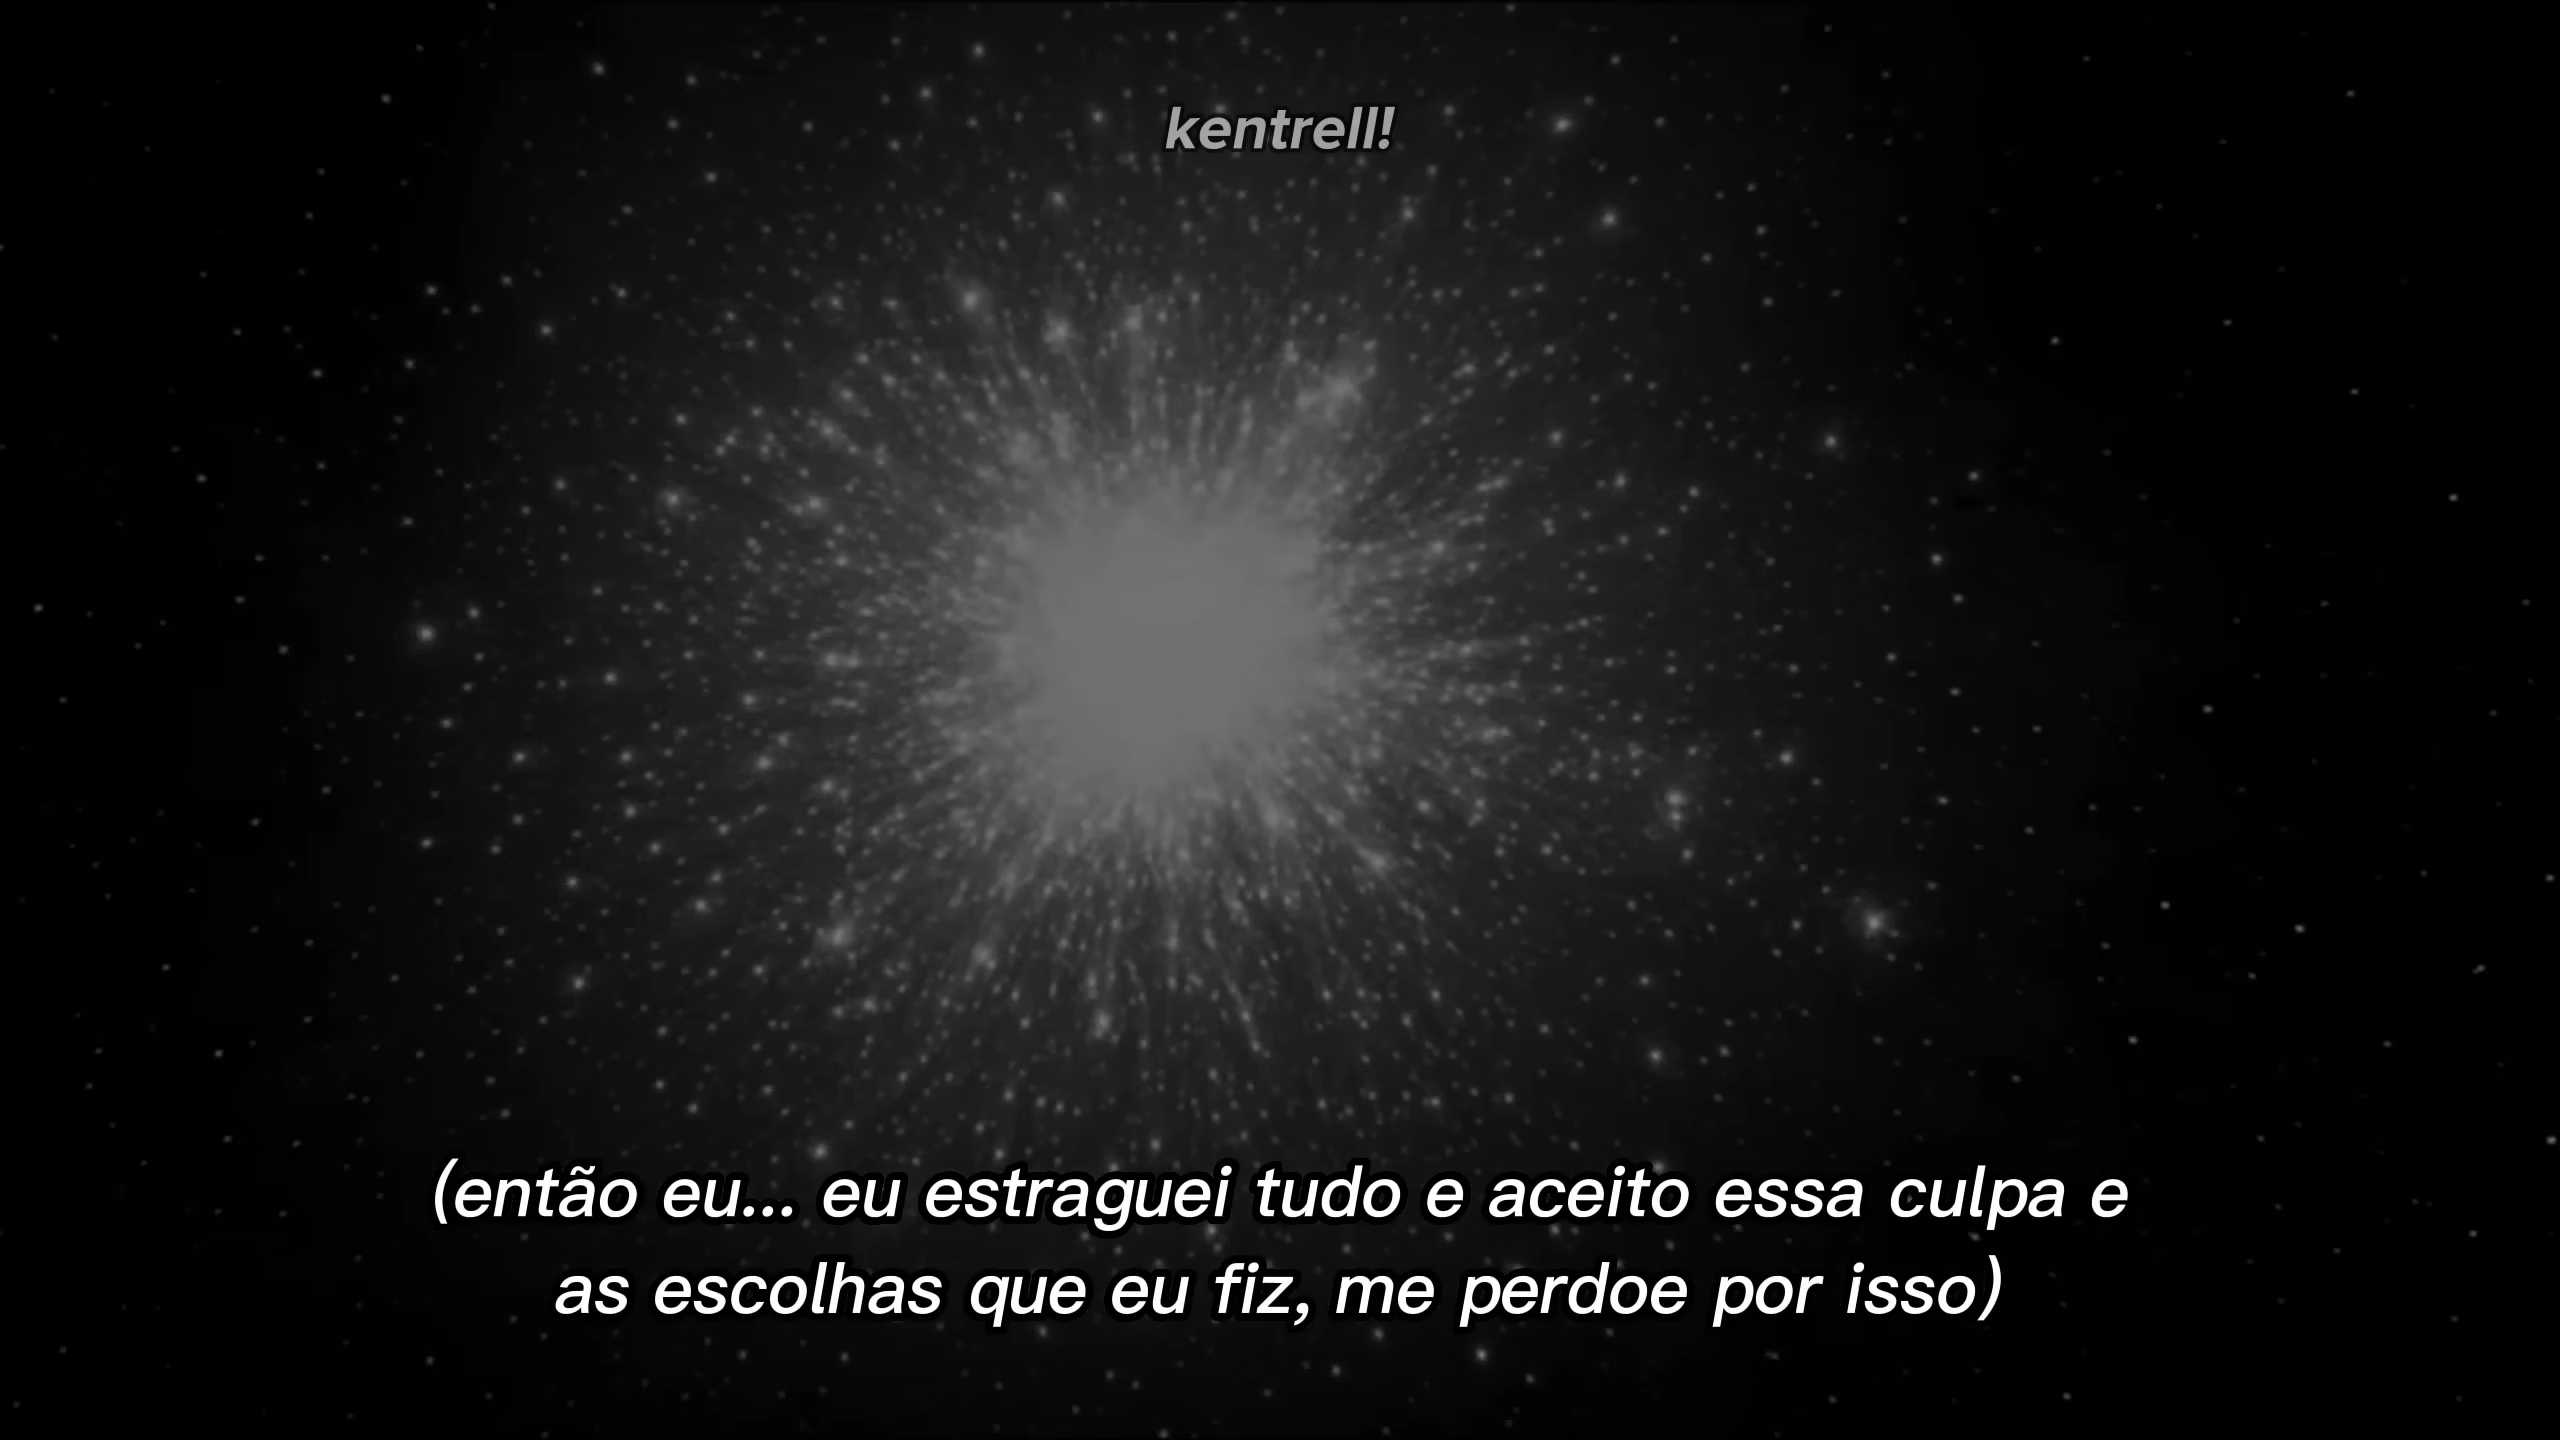 kentrell!
(então eu... eu estraguei tudo e aceito essa culpa e
as escolhas que eu fiz, me perdoe por isso)